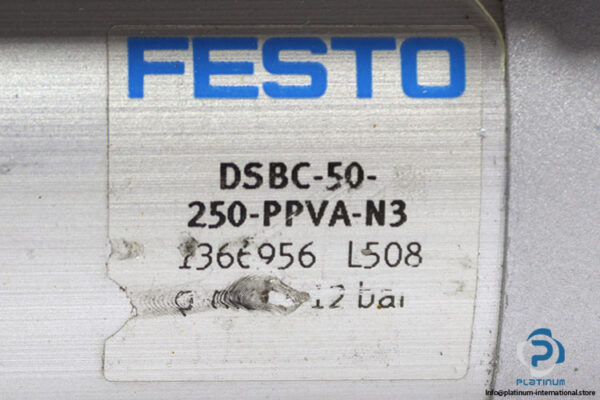 FESTO
DSBC-50-
250-PPVA-N3
1366956 L508
12 bar
PLATINUM
Info@platinum-international.store